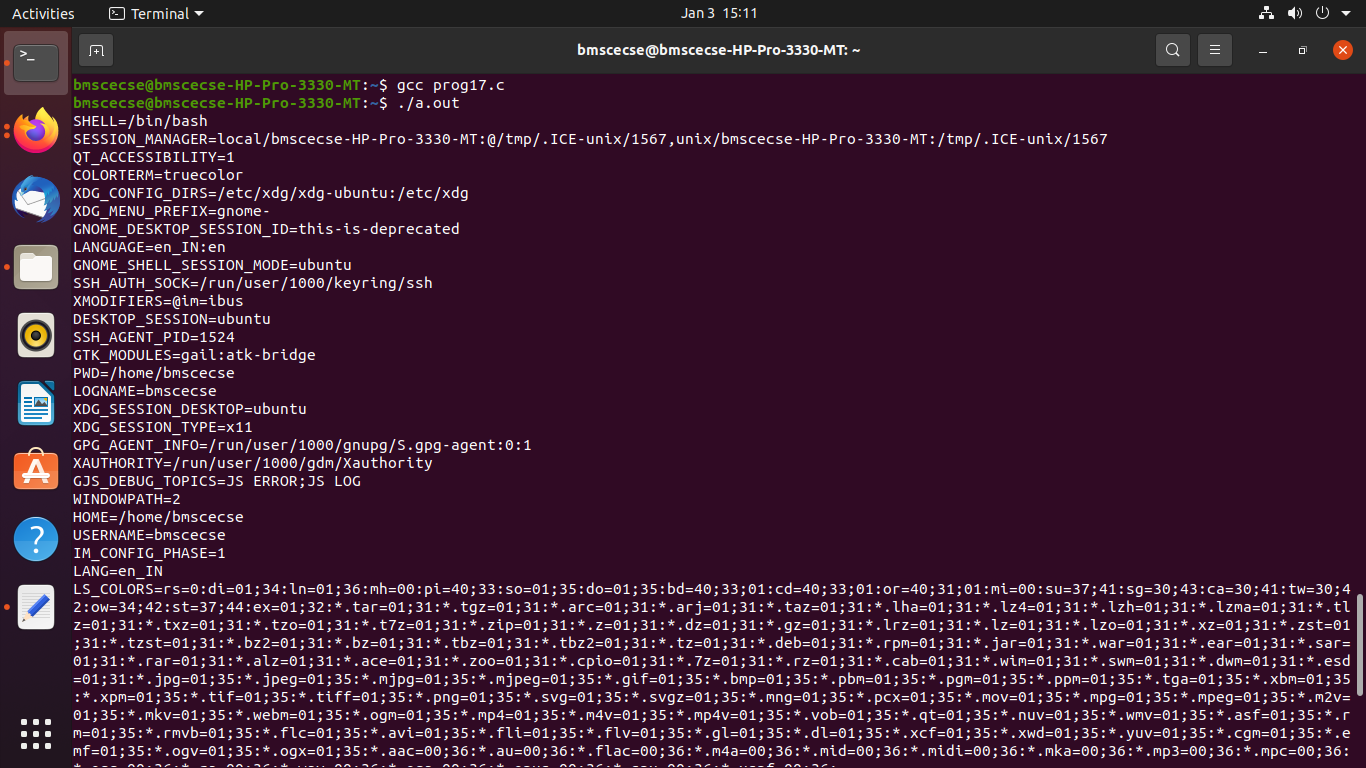 Activities
Terminal
Jan 3 15:11
bmscecse@bmscecse-HP-Pro-3330-MT: ~
bmscecse@bmscecse-HP-Pro-3330-MT:~$ gcc prog17.c
bmscecse@bmscecse-HP-Pro-3330-MT:~$ ./a.out
SHELL=/bin/bash
SESSION_MANAGER=local/bmscecse-HP-Pro-3330-MT:@/tmp/.ICE-unix/1567,unix/bmscecse-HP-Pro-3330-MT:/tmp/.ICE-unix/1567
QT_ACCESSIBILITY=1
COLORTERM=truecolor
XDG_CONFIG_DIRS=/etc/xdg/xdg-ubuntu:/etc/xdg
XDG_MENU_PREFIX=gnome-
GNOME_DESKTOP_SESSION_ID=this-is-deprecated
LANGUAGE=en_IN:en
GNOME_SHELL_SESSION_MODE=ubuntu
SSH_AUTH_SOCK=/run/user/1000/keyring/ssh
XMODIFIERS=@im=ibus
DESKTOP_SESSION=ubuntu
SSH_AGENT_PID=1524
GTK_MODULES=gail:atk-bridge
PWD=/home/bmscecse
LOGNAME=bmscecse
XDG_SESSION_DESKTOP=ubuntu
XDG_SESSION_TYPE=x11
GPG_AGENT_INFO=/run/user/1000/gnupg/S.gpg-agent:0:1
XAUTHORITY=/run/user/1000/gdm/Xauthority
GJS_DEBUG_TOPICS=JS ERROR;JS LOG
WINDOWPATH=2
HOME=/home/bmscecse
USERNAME=bmscecse
IM_CONFIG_PHASE=1
LANG=en_IN
LS_COLORS=rs=0:di=01;34:ln=01;36:mh=00:pi=40;33:so=01;35:do=01;35:bd=40;33;01:cd=40;33;01:or=40;31;01:mi=00:su=37;41:sg=30;43:ca=30;41:tw=30;4
2:ow=34;42:st=37;44:ex=01;32:*.tar=01;31:*.tgz=01;31:*.arc=01;31:*.arj=01;31:*.taz=01;31:*.lha=01;31:*.lz4=01;31:*.lzh=01;31:*.lzma=01;31:*.tl
z=01;31:*.txz=01;31:*.tzo=01;31:*.t7z=01;31:*.zip=01;31:*.z=01;31:*.dz=01;31:*.gz=01;31:*.lrz=01;31:*.lz=01;31:*.lzo=01;31:*.xz=01;31:*.zst=01
;31:*.tzst=01;31:*.bz2=01;31:*.bz=01;31:*.tbz=01;31:*.tbz2=01;31:*.tz=01;31:*.deb=01;31:*.rpm=01;31:*.jar=01;31:*.war=01;31:*.ear=01;31:*.sar=
01;31:*.rar=01;31:*.alz=01;31:*.ace=01;31:*.zoo=01;31:*.cpio=01;31:*.7z=01;31:*.rz=01;31:*.cab=01;31:*.wim=01;31:*.swm=01;31:*.dwm=01;31:*.esd
=01;31:*.jpg=01;35:*.jpeg=01;35:*.mjpg=01;35:*.mjpeg=01;35:*.gif=01;35:*.bmp=01;35:*.pbm=01;35:*.pgm=01;35:*.ppm=01;35:*.tga=01;35:*.xbm=01;35
:*.xpm=01;35:*.tif=01;35:*.tiff=01;35:*.png=01;35:*.svg=01;35:*.svgz=01;35:*.mng=01;35:*.pcx=01;35:*.mov=01;35:*.mpg=01;35:*.mpeg=01;35:*.m2v=
01;35:*.mkv=01;35:*.webm=01;35:*.ogm=01;35:*.mp4=01;35:*.m4v=01;35:*.mp4v=01;35:*.vob=01;35:*.qt=01;35:*.nuv=01;35:*.wmv=01;35:*.asf=01;35:*.r
m=01;35:*.rmvb=01;35:*.flc=01;35:*.avi=01;35:*.fli=01;35:*.flv=01;35:*.gl=01;35:*.dl=01;35:*.xcf=01;35:*.xwd=01;35:*.yuv=01;35:*.cgm=01;35:*.e
mf=01;35:*.ogv=01;35:*.ogx=01;35:*.aac=00;36:*.au=00;36:*.flac=00;36:*.m4a=00;36:*.mid=00;36:*.midi=00;36:*.mka=00;36:*.mp3=00;36:*.mpc=00;36: